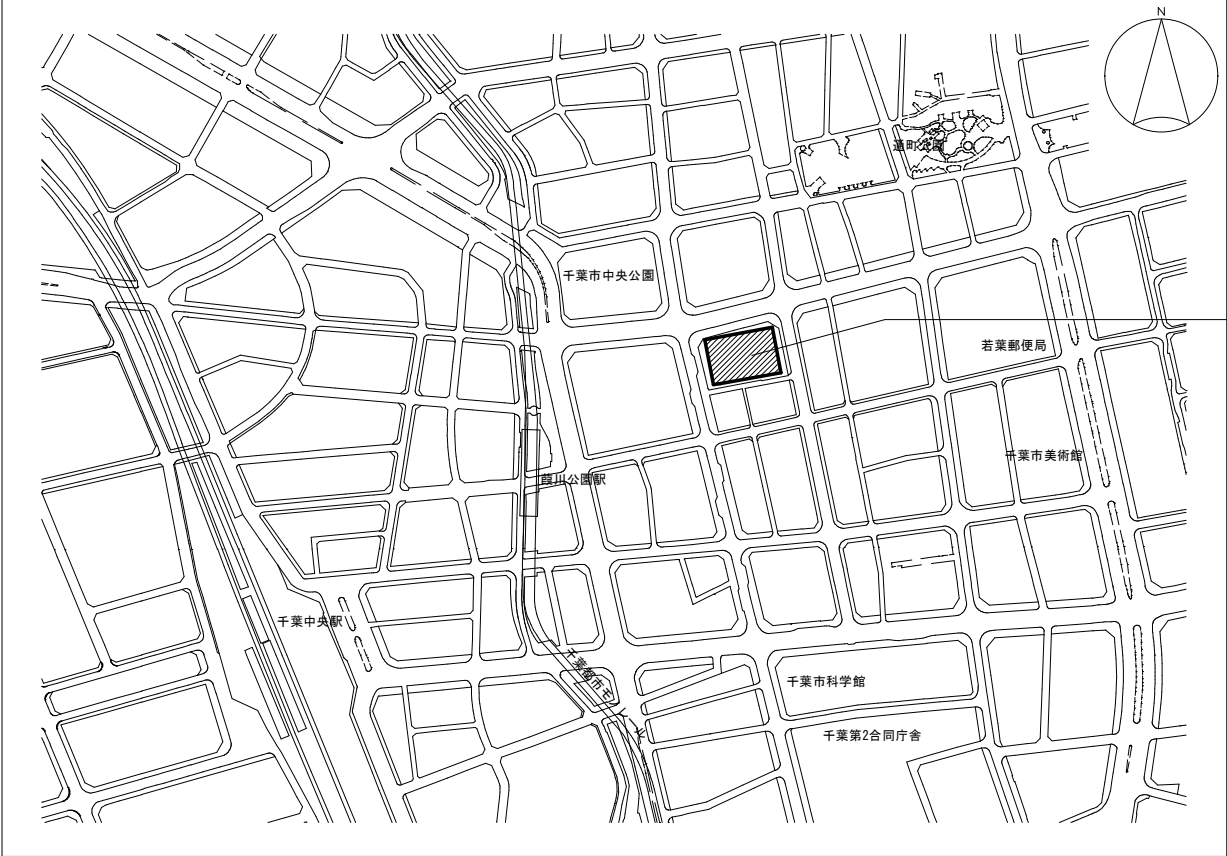 N
通町公園
千葉市中央公園
若葉郵便局
千葉市美術館
葭川公園駅
千葉中央駅
千葉都市モノレール
千葉市科学館
千葉第2合同庁舎